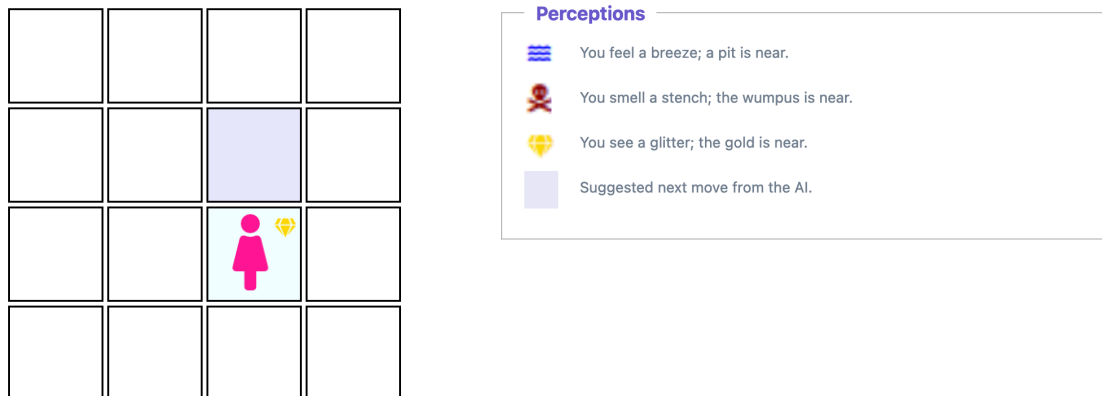 Perceptions
You feel a breeze; a pit is near.
You smell a stench; the wumpus is near.
You see a glitter; the gold is near.
Suggested next move from the AI.